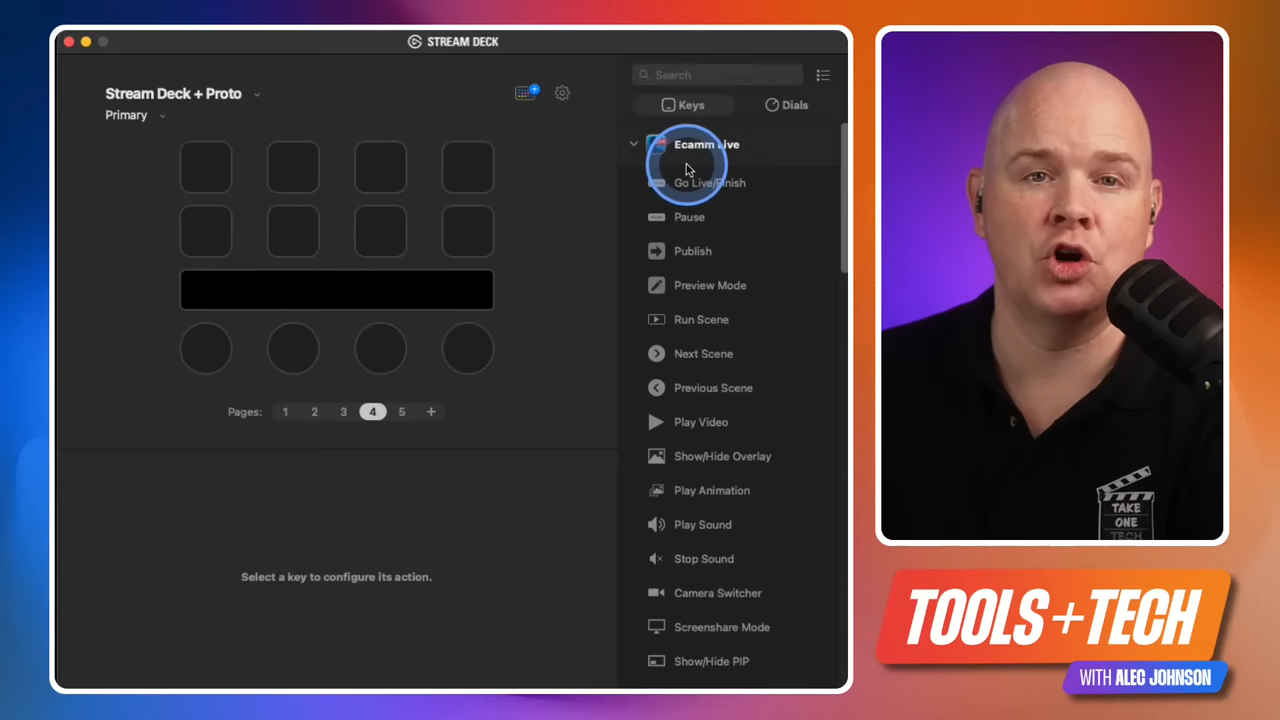 STREAM DECK
Stream Deck + Proto
Primary
Pages: 1 2 3 4 5 +
Select a key to configure its action.
Search
Keys Dials
Ecamm Live
Go Live/Finish
Pause
Publish
Preview Mode
Run Scene
Next Scene
Previous Scene
Play Video
Show/Hide Overlay
Play Animation
Play Sound
Stop Sound
Camera Switcher
Screenshare Mode
Show/Hide PIP
TAKE
ONE
TECH
TOOLS+TECH
WITH ALEC JOHNSON